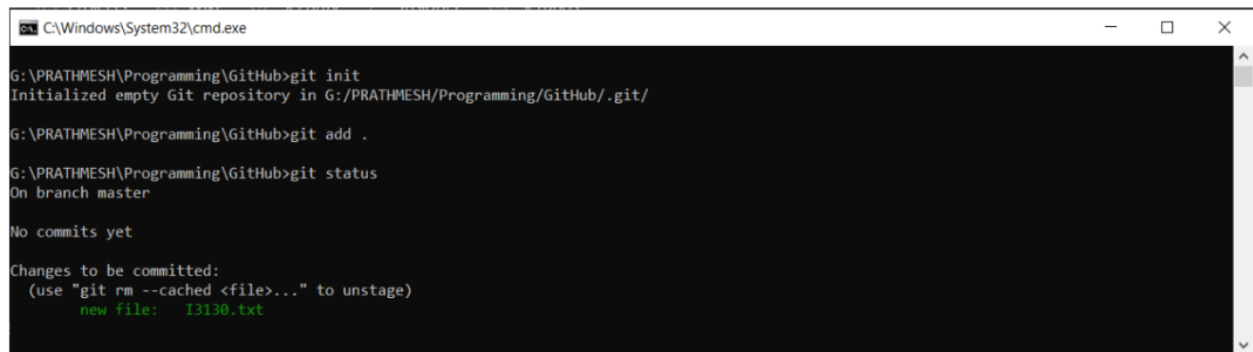 C:\Windows\System32\cmd.exe
G:\PRATHMESH\Programming\GitHub>git init
Initialized empty Git repository in G:/PRATHMESH/Programming/GitHub/.git/
G:\PRATHMESH\Programming\GitHub>git add .
G:\PRATHMESH\Programming\GitHub>git status
On branch master
No commits yet
Changes to be committed:
(use "git rm --cached <file>..." to unstage)
new file: I3130.txt